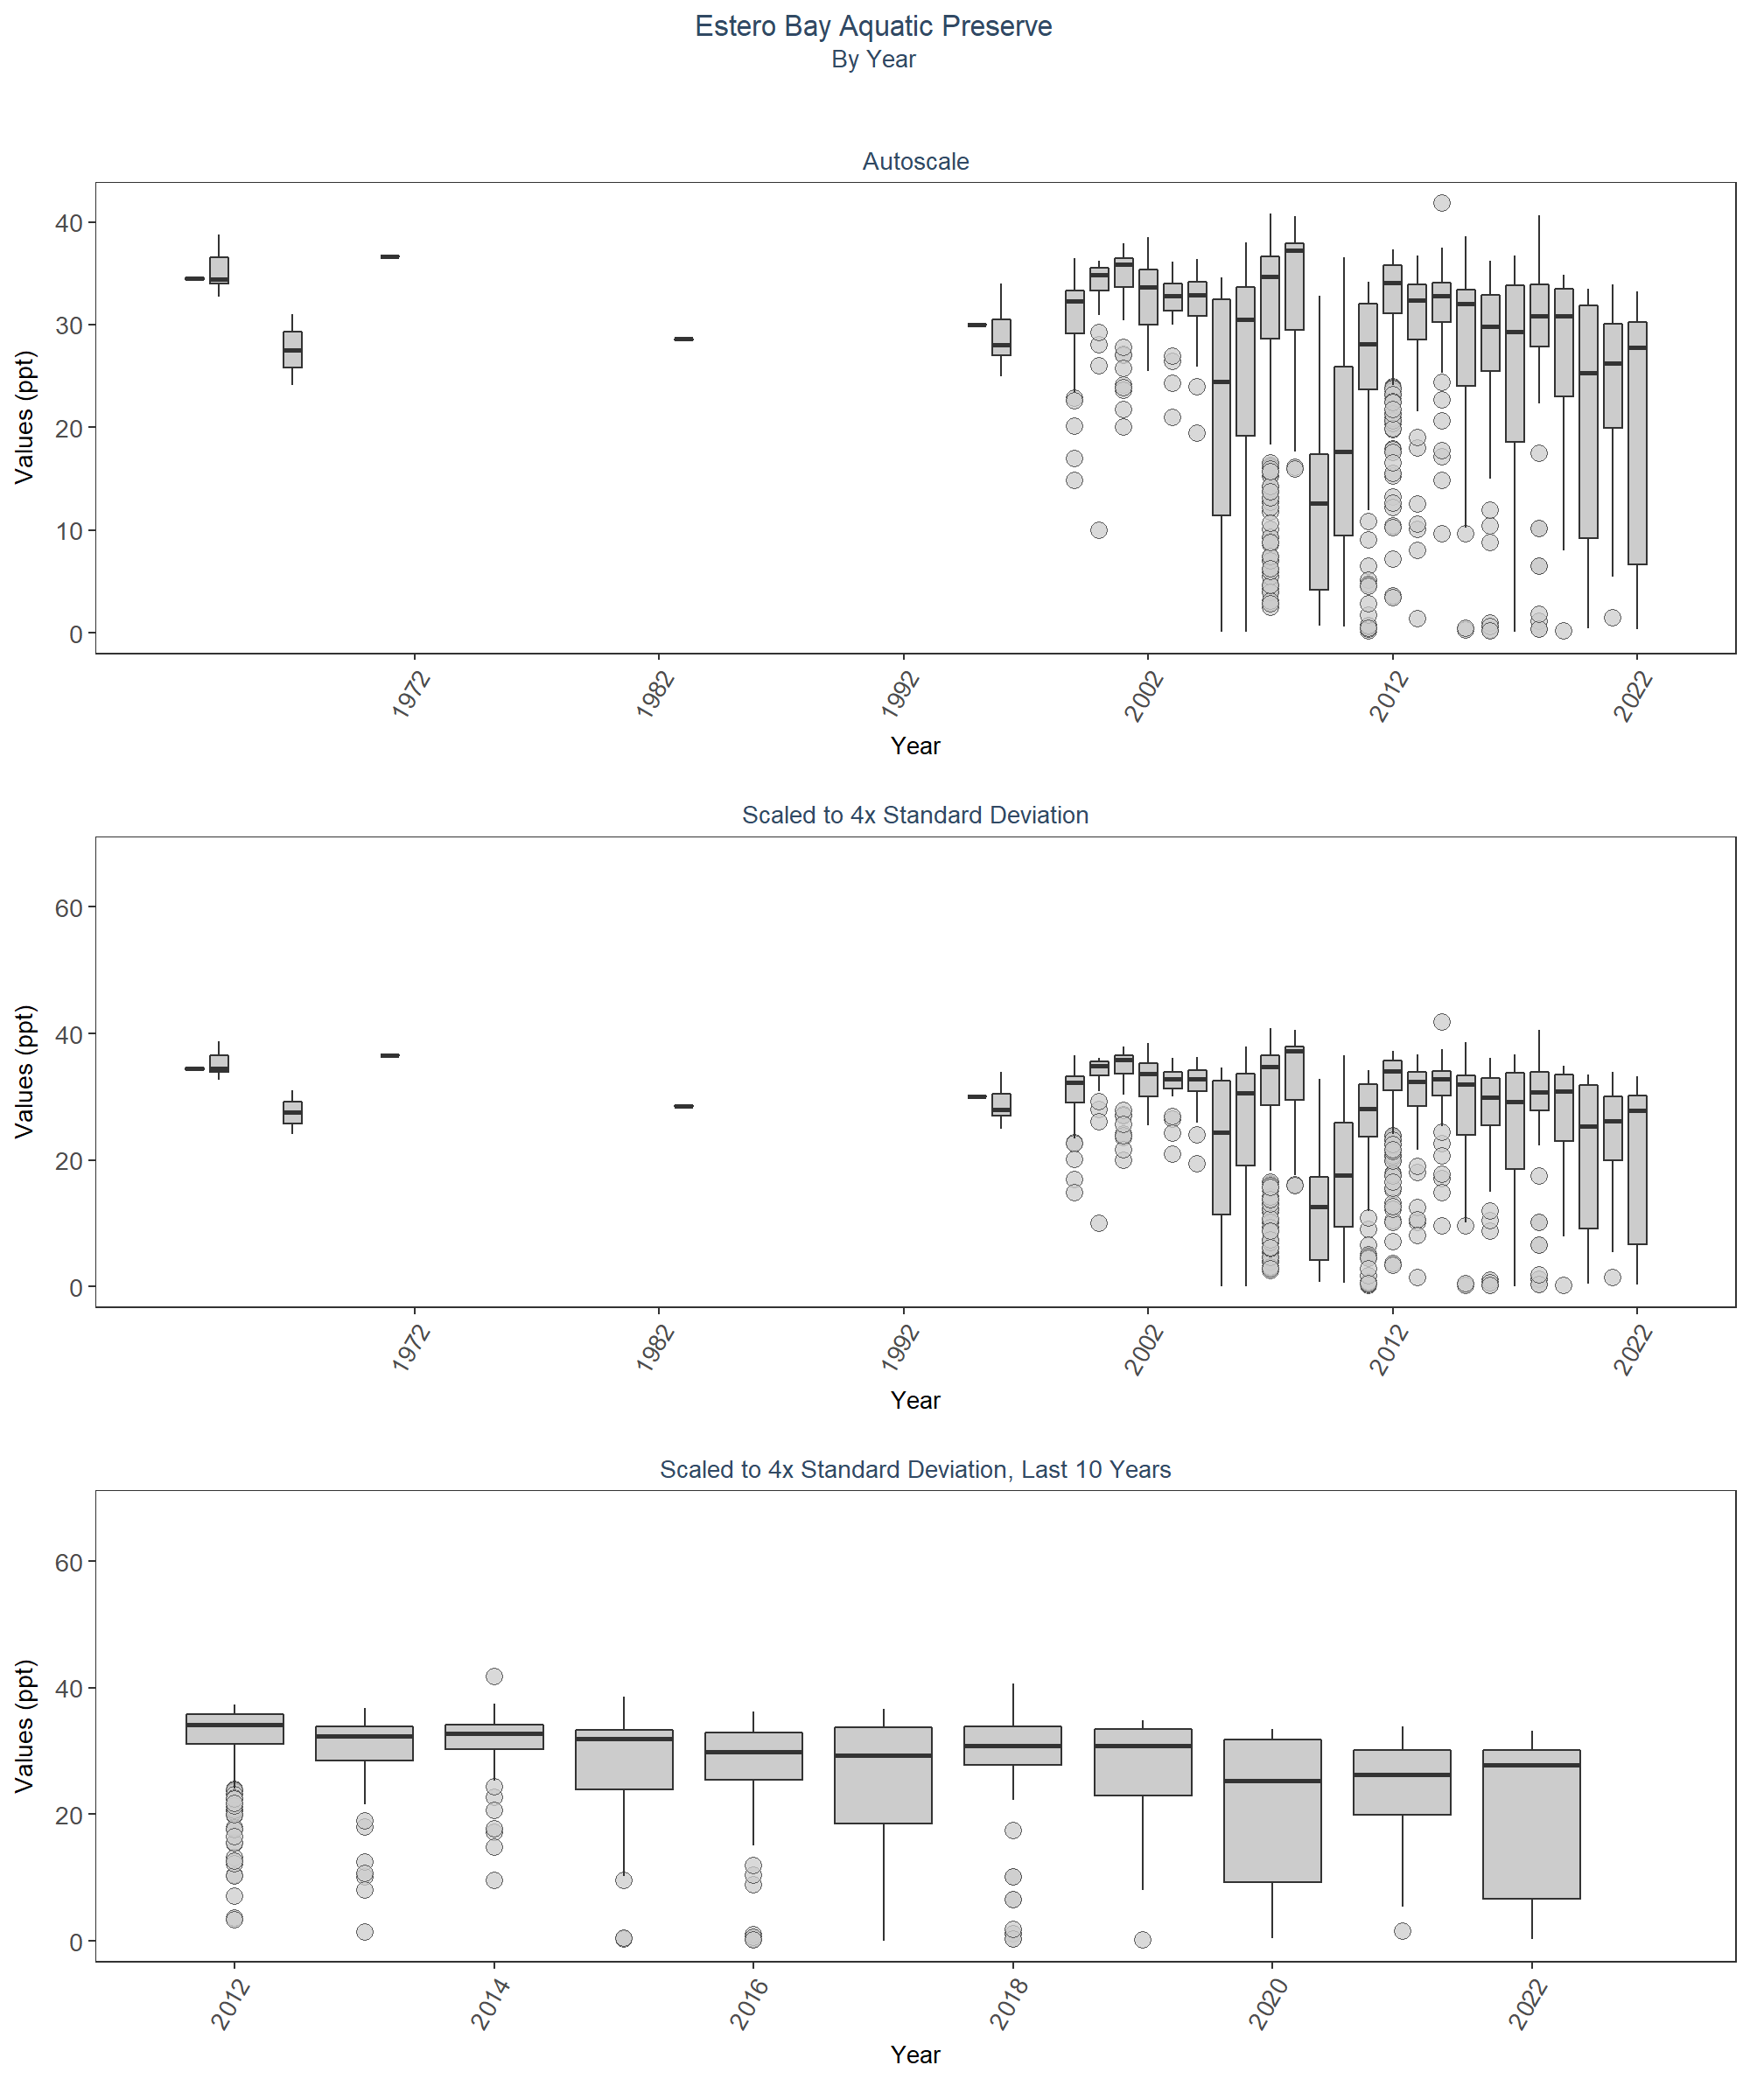 Estero Bay Aquatic Preserve
By Year
Autoscale
Values (ppt)
40
30
20
10
0
1972
1982
1992
2002
2012
2022
Year
Scaled to 4x Standard Deviation
Values (ppt)
60
40
20
0
1972
1982
1992
2002
2012
2022
Year
Scaled to 4x Standard Deviation, Last 10 Years
Values (ppt)
60
40
20
0
2012
2014
2016
2018
2020
2022
Year